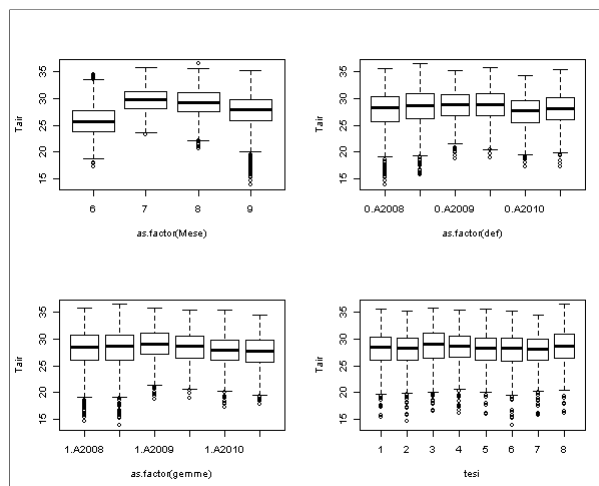 Tair
35
30
25
20
15
6 7 8 9
as.factor(Mese)
Tair
35
30
25
20
15
0.A2008 0.A2009 0.A2010
as.factor(def)
Tair
35
30
25
20
15
1.A2008 1.A2009 1.A2010
as.factor(gemme)
Tair
35
30
25
20
15
1 2 3 4 5 6 7 8
tesi